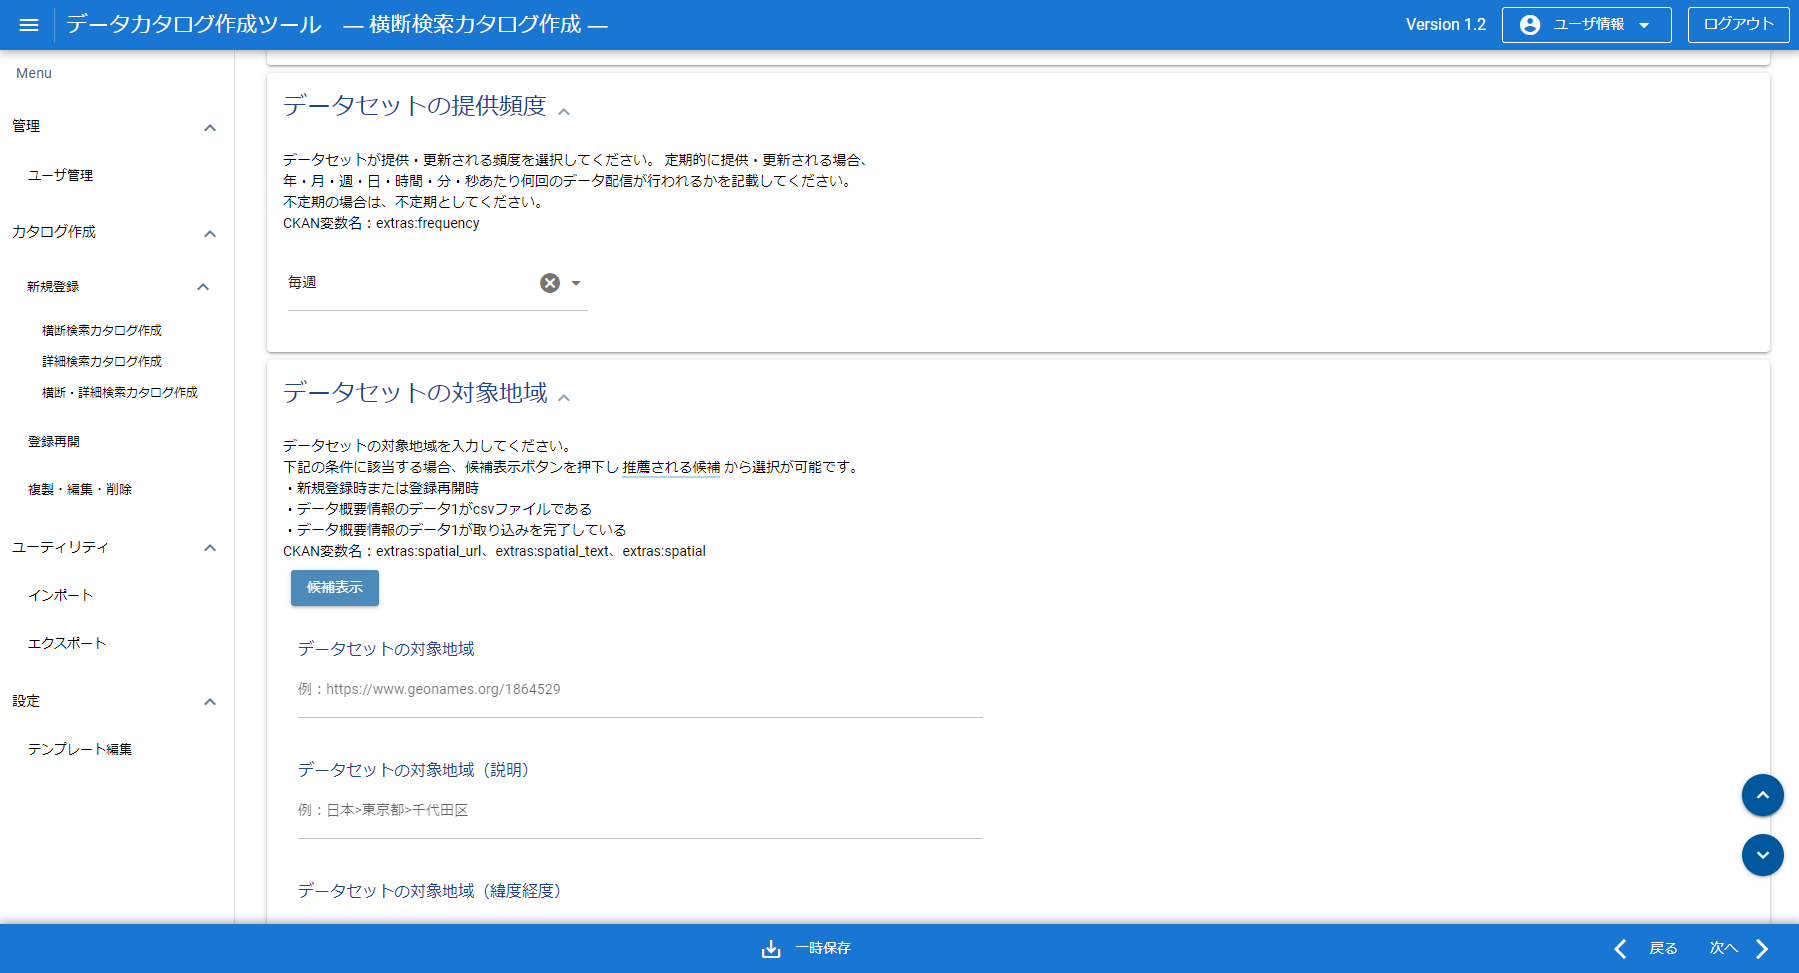 データカタログ作成ツール ― 横断検索カタログ作成 ―
Version 1.2
ユーザ情報
ログアウト
Menu
管理
ユーザ管理
カタログ作成
新規登録
横断検索カタログ作成
詳細検索カタログ作成
横断・詳細検索カタログ作成
登録再開
複製・編集・削除
ユーティリティ
インポート
エクスポート
設定
テンプレート編集
データセットの提供頻度
データセットが提供・更新される頻度を選択してください。 定期的に提供・更新される場合、
年・月・週・日・時間・分・秒あたり何回のデータ配信が行われるかを記載してください。
不定期の場合は、不定期としてください。
CKAN変数名：extras:frequency
毎週
データセットの対象地域
データセットの対象地域を入力してください。
下記の条件に該当する場合、候補表示ボタンを押下し 推薦される候補 から選択が可能です。
・新規登録時または登録再開時
・データ概要情報のデータ1がcsvファイルである
・データ概要情報のデータ1が取り込みを完了している
CKAN変数名：extras:spatial_url、extras:spatial_text、extras:spatial
候補表示
データセットの対象地域
例：https://www.geonames.org/1864529
データセットの対象地域（説明）
例：日本>東京都>千代田区
データセットの対象地域（緯度経度）
一時保存
戻る
次へ